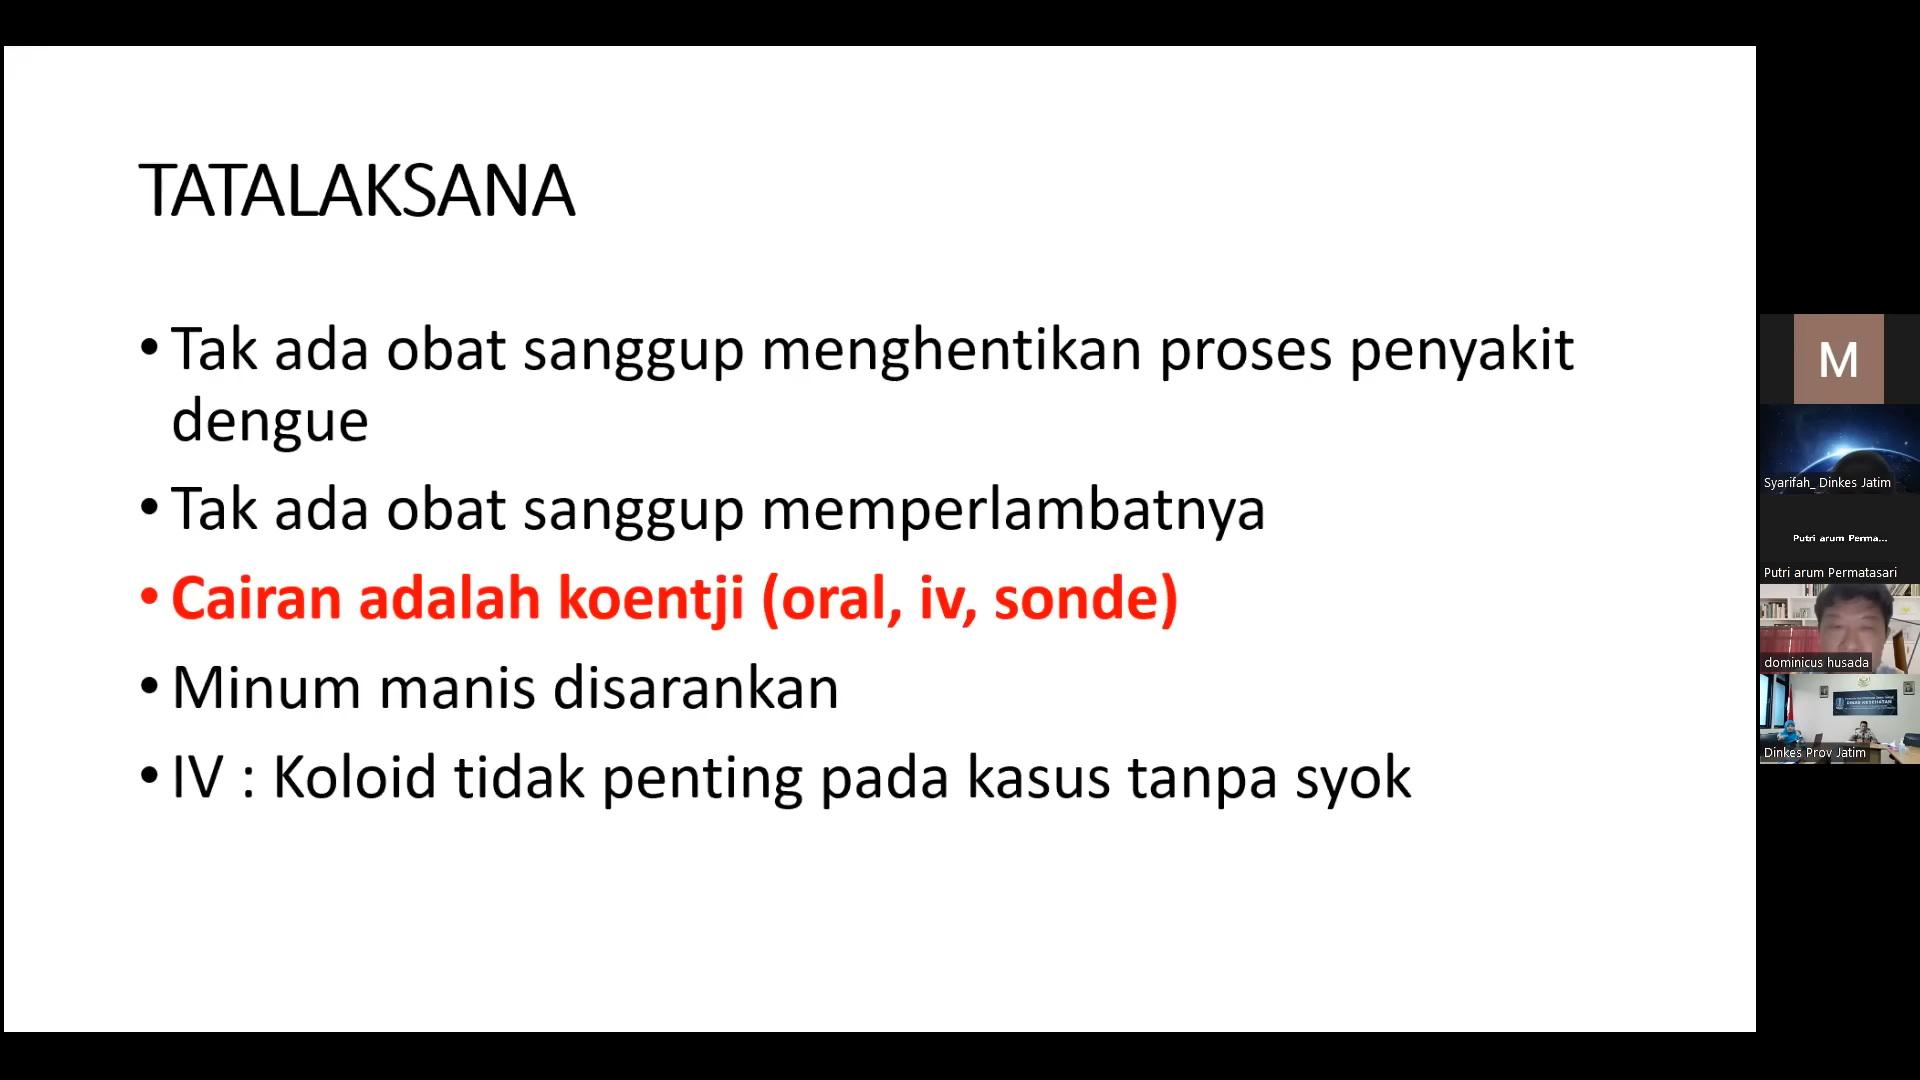 TATALAKSANA
• Tak ada obat sanggup menghentikan proses penyakit
dengue
• Tak ada obat sanggup memperlambatnya
• Cairan adalah koentji (oral, iv, sonde)
• Minum manis disarankan
• IV : Koloid tidak penting pada kasus tanpa syok
M
Syarifah_ Dinkes Jatim
Putri arum Perma...
Putri arum Permatasari
dominicus husada
DINAS KESEHATAN
Dinkes Prov Jatim